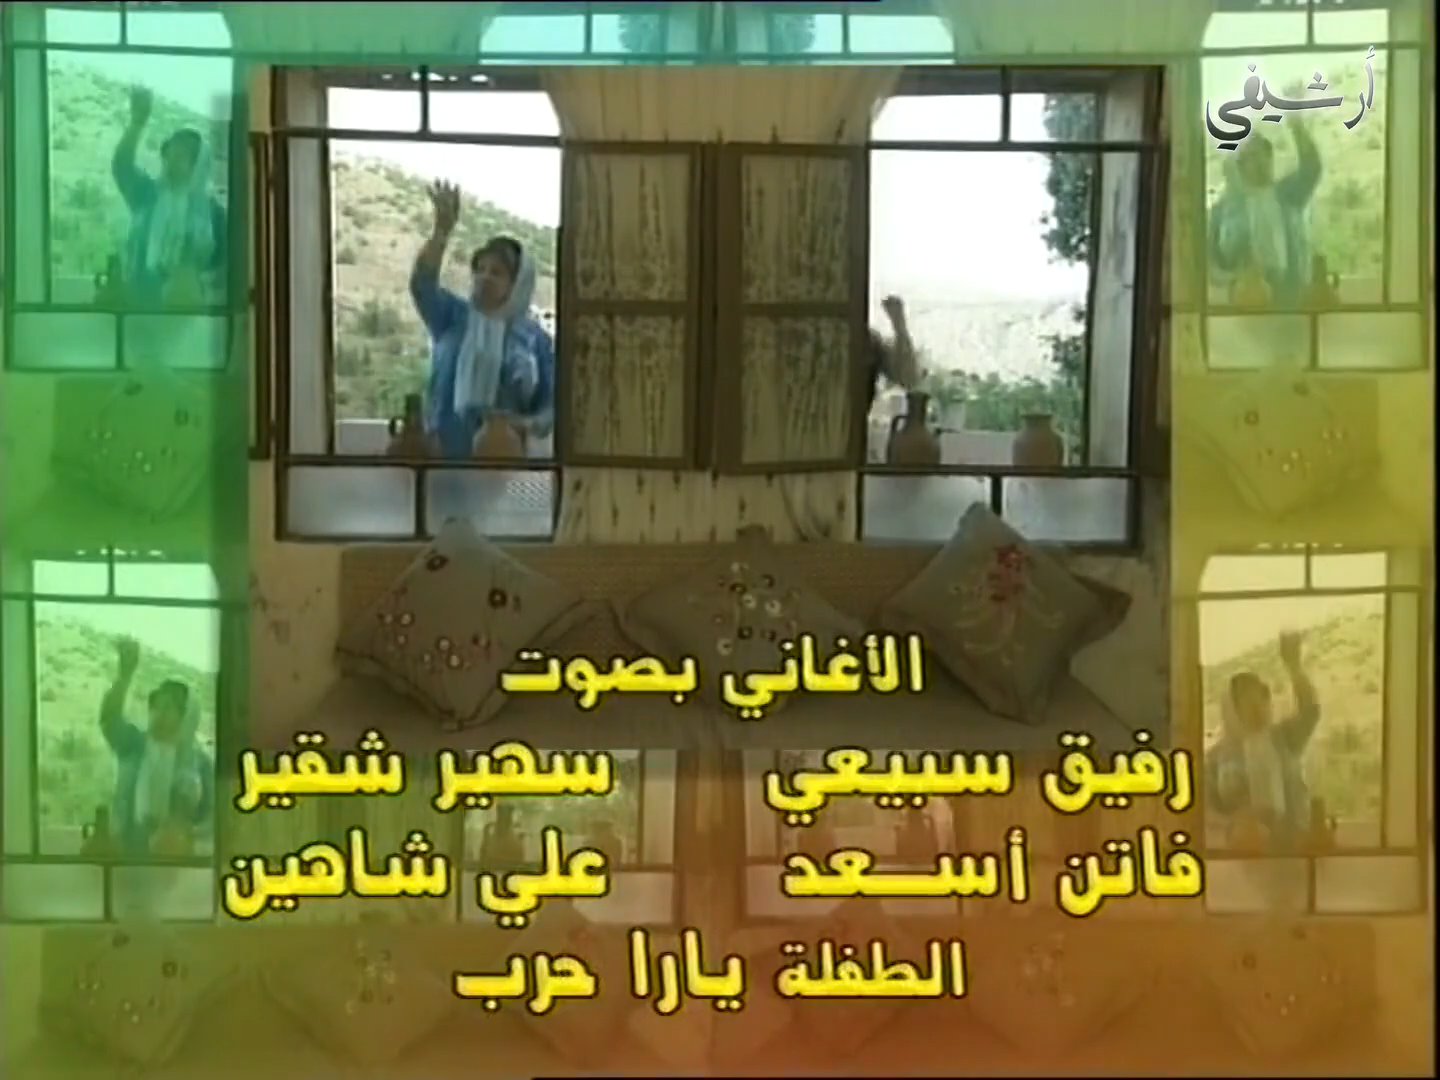 أرشيفي
الأغاني بصوت
رفيق سبيعي سهير شقير
فاتن أسعد علي شاهين
الطفلة يارا حرب